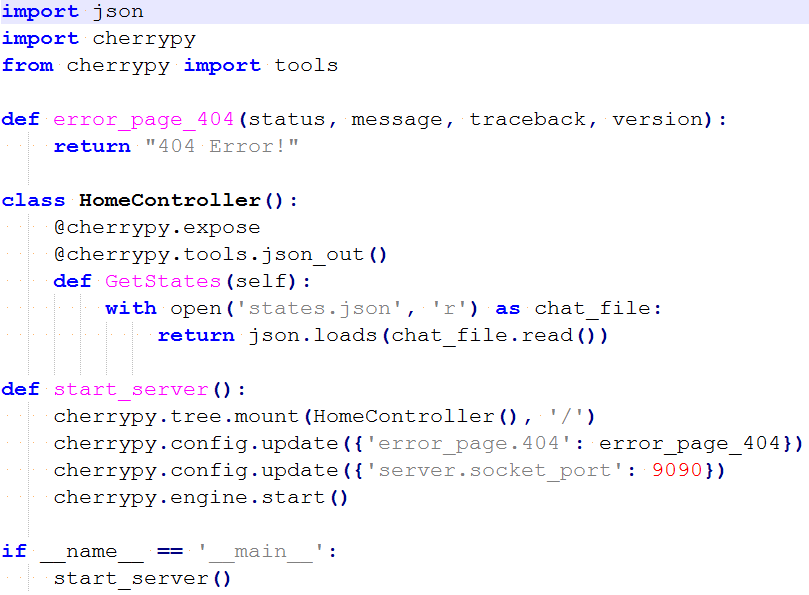 import json
import cherrypy
from cherrypy import tools
def error_page_404(status, message, traceback, version):
return "404 Error!"
class HomeController():
@cherrypy.expose
@cherrypy.tools.json_out()
def GetStates(self):
with open('states.json', 'r') as chat_file:
return json.loads(chat_file.read())
def start_server():
cherrypy.tree.mount(HomeController(), '/')
cherrypy.config.update({'error_page.404': error_page_404})
cherrypy.config.update({'server.socket_port': 9090})
cherrypy.engine.start()
if __name__ == '__main__':
start_server()